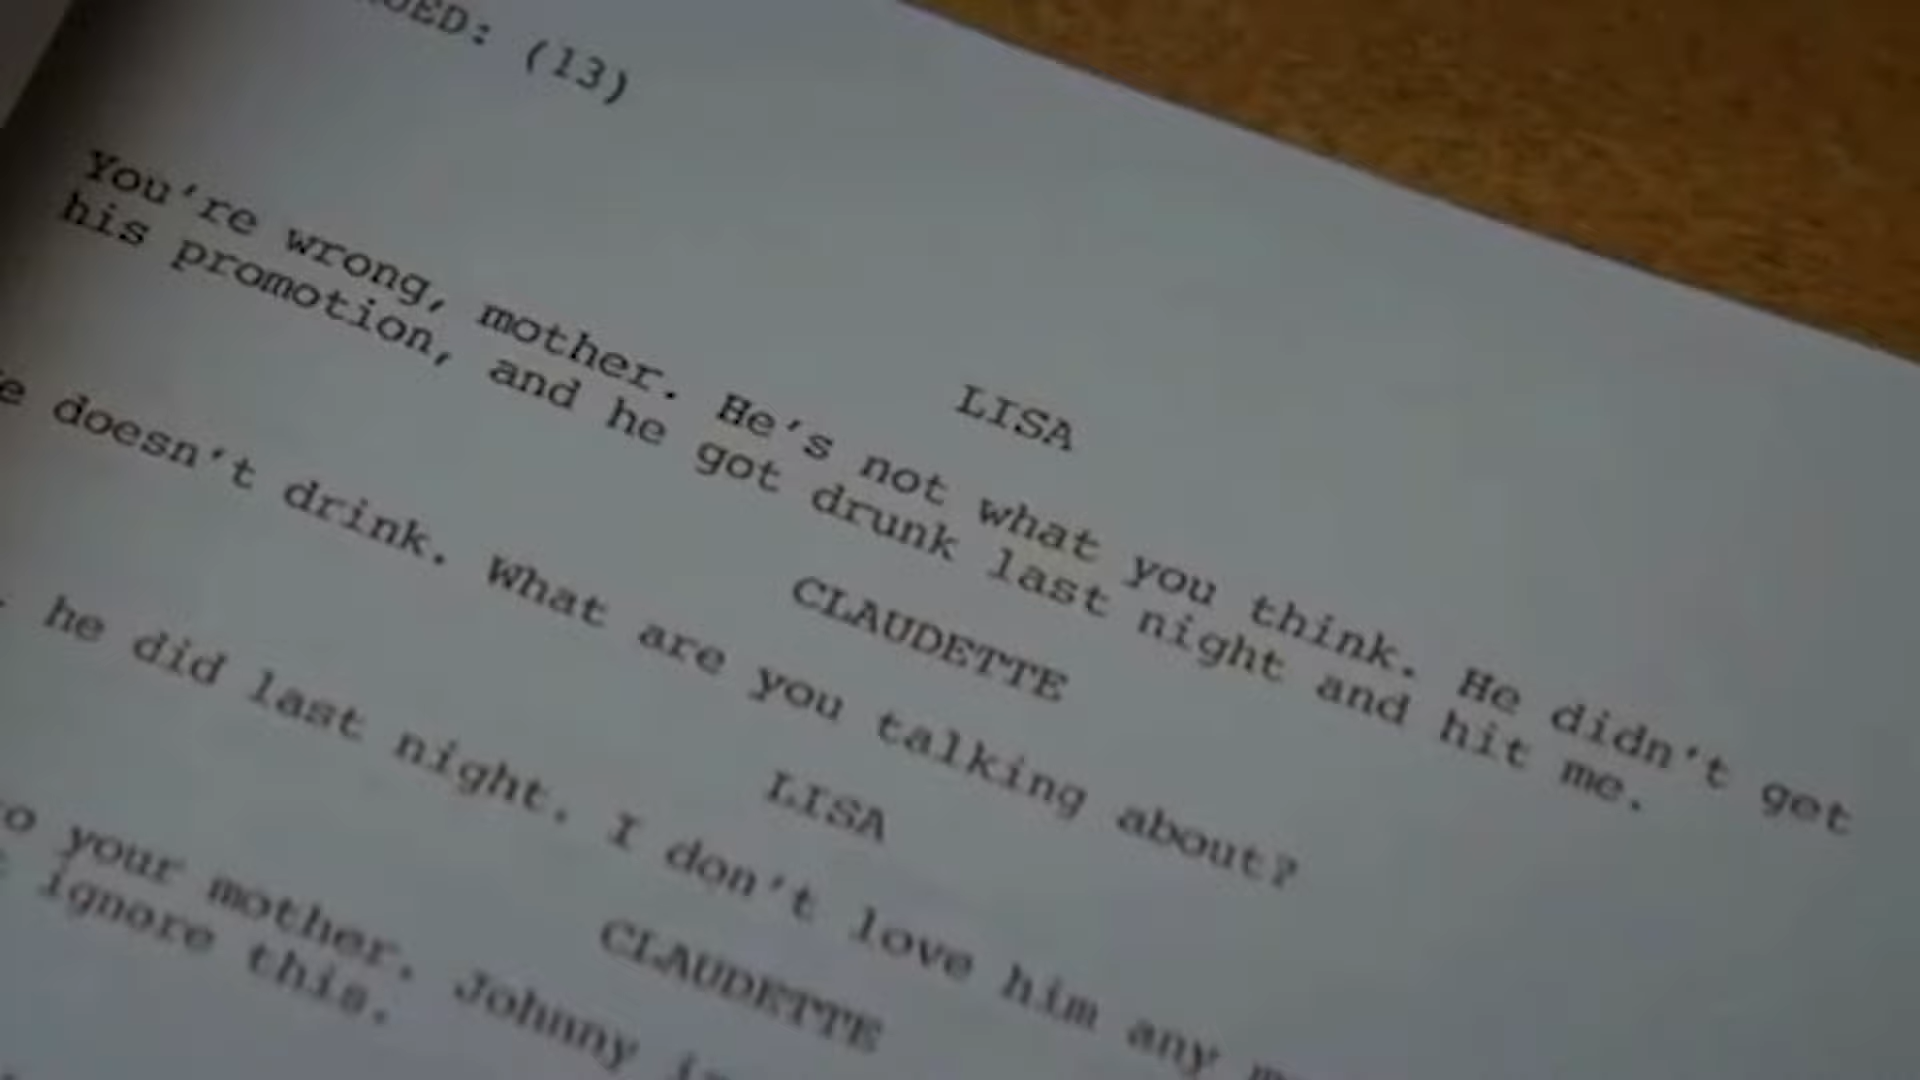 (13)
LISA
You're wrong, mother. He's not what you think. He didn't got
his promotion, and he got drunk last night and hit me.
CLAUDETTE
doesn't drink. What are you talking about?
LISA
he did last night. I don't love him any
CLAUDETTE
your mother. Johnny
ignore this.